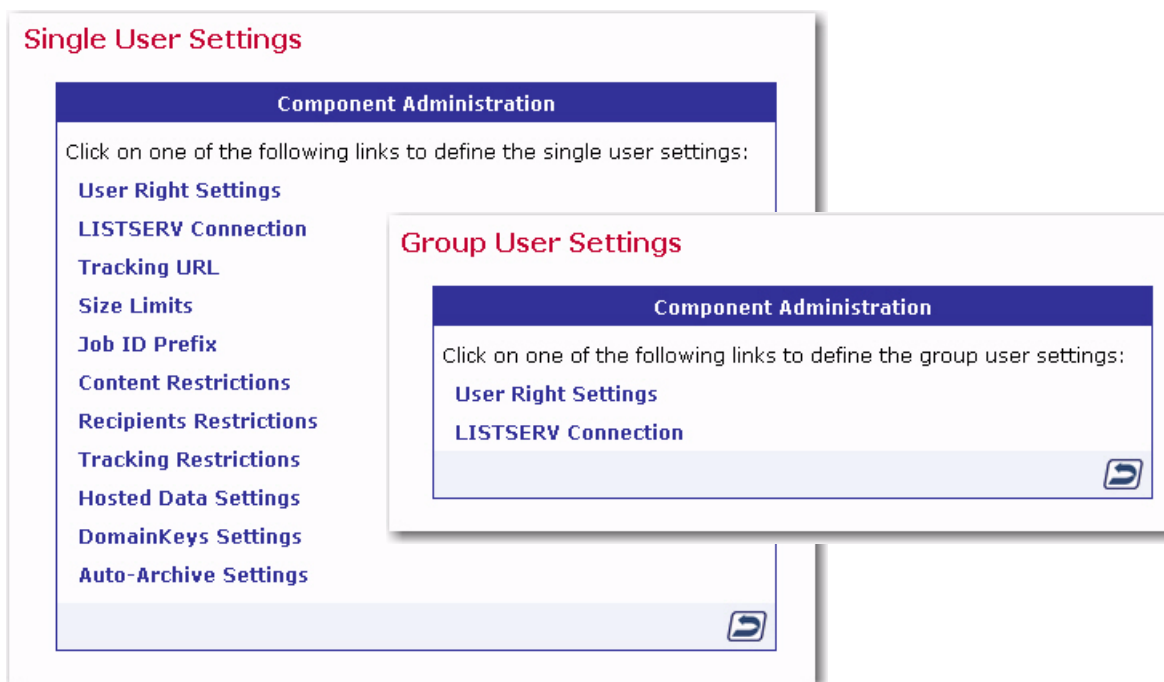 Single User Settings
Component Administration
Click on one of the following links to define the single user settings:
User Right Settings
LISTSERV Connection
Tracking URL
Size Limits
Job ID Prefix
Content Restrictions
Recipients Restrictions
Tracking Restrictions
Hosted Data Settings
DomainKeys Settings
Auto-Archive Settings
Group User Settings
Component Administration
Click on one of the following links to define the group user settings:
User Right Settings
LISTSERV Connection